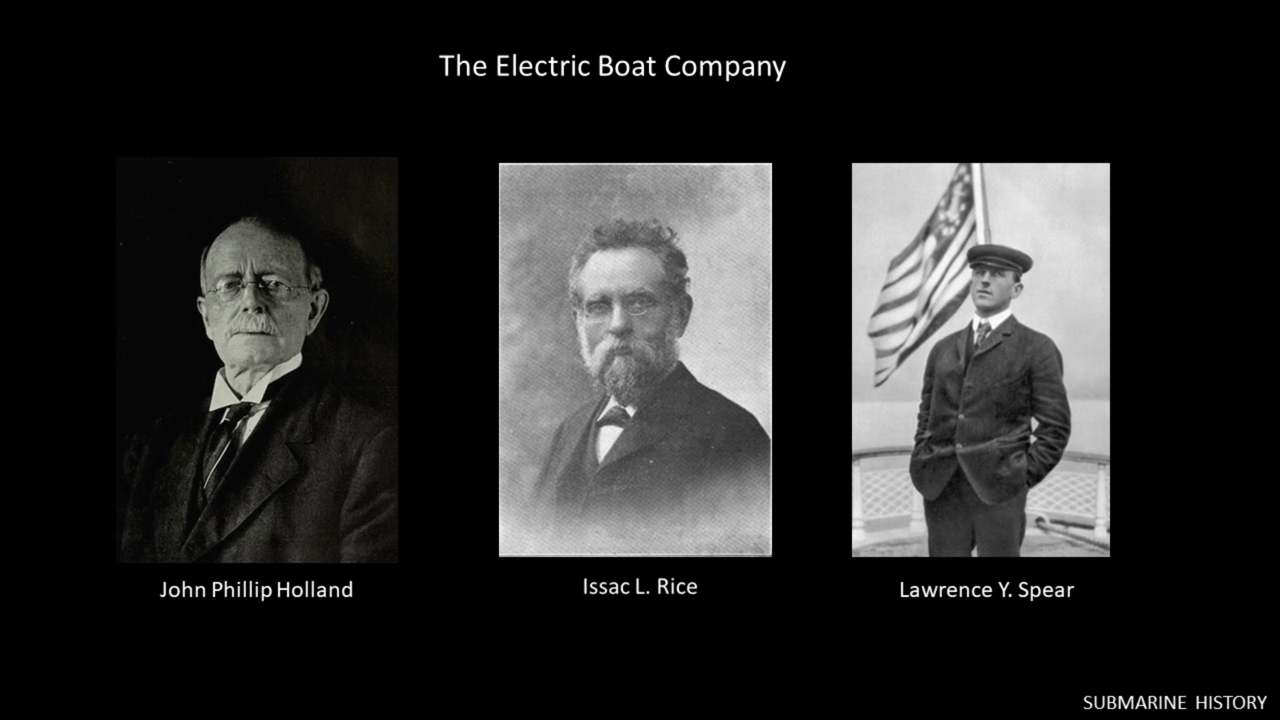 The Electric Boat Company
John Phillip Holland
Issac L. Rice
Lawrence Y. Spear
SUBMARINE HISTORY